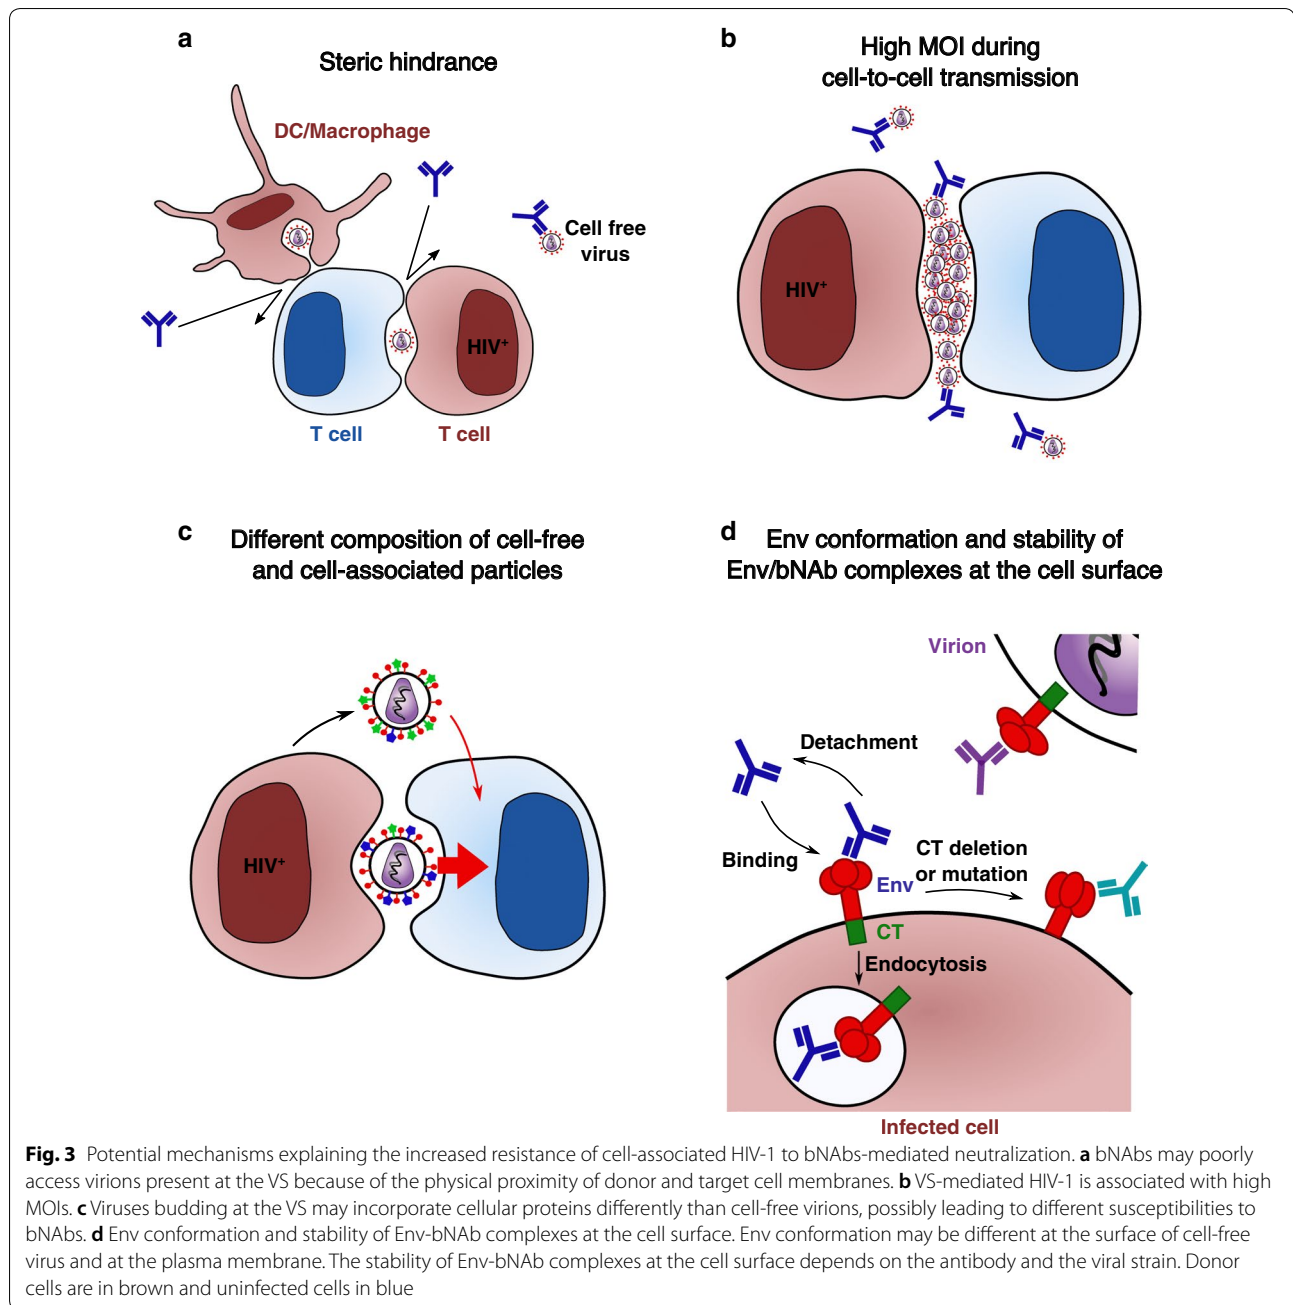 a
Steric hindrance
DC/Macrophage
Cell free
virus
HIV+
T cell
T cell
b
High MOI during
cell-to-cell transmission
HIV+
c
Different composition of cell-free
and cell-associated particles
HIV+
d
Env conformation and stability of
Env/bNAb complexes at the cell surface
Virion
Detachment
Binding
Env
CT deletion
or mutation
CT
Endocytosis
Infected cell
Fig. 3 Potential mechanisms explaining the increased resistance of cell-associated HIV-1 to bNAbs-mediated neutralization. a bNAbs may poorly
access virions present at the VS because of the physical proximity of donor and target cell membranes. b VS-mediated HIV-1 is associated with high
MOIs. c Viruses budding at the VS may incorporate cellular proteins differently than cell-free virions, possibly leading to different susceptibilities to
bNAbs. d Env conformation and stability of Env-bNAb complexes at the cell surface. Env conformation may be different at the surface of cell-free
virus and at the plasma membrane. The stability of Env-bNAb complexes at the cell surface depends on the antibody and the viral strain. Donor
cells are in brown and uninfected cells in blue